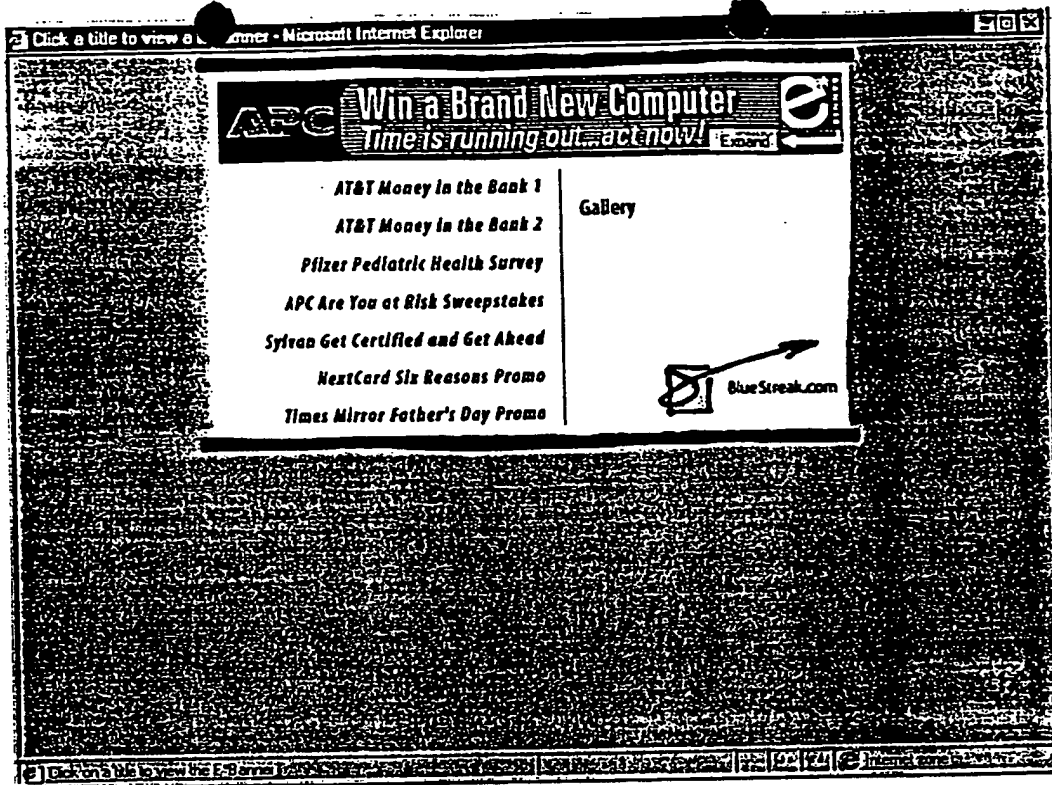 Click a title to view a anner - Microsoft Internet Explorer
APC
Win a Brand New Computer
Time is running out...act now!
Expand
AT&T Money in the Bank 1
AT&T Money in the Bank 2
Pfizer Pediatric Health Survey
APC Are You at Risk Sweepstakes
Sylvan Get Certified and Get Ahead
NextCard Six Reasons Promo
Times Mirror Father's Day Promo
Gallery
BlueStreak.com
Click on a title to view the E-Banner
Internet zone